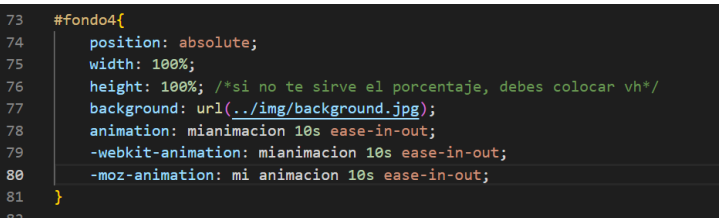 73 #fondo4{
74 position: absolute;
75 width: 100%;
76 height: 100%; /*si no te sirve el porcentaje, debes colocar vh*/
77 background: url(../img/background.jpg);
78 animation: mianimacion 10s ease-in-out;
79 -webkit-animation: mianimacion 10s ease-in-out;
80 -moz-animation: mi animacion 10s ease-in-out;
81 }